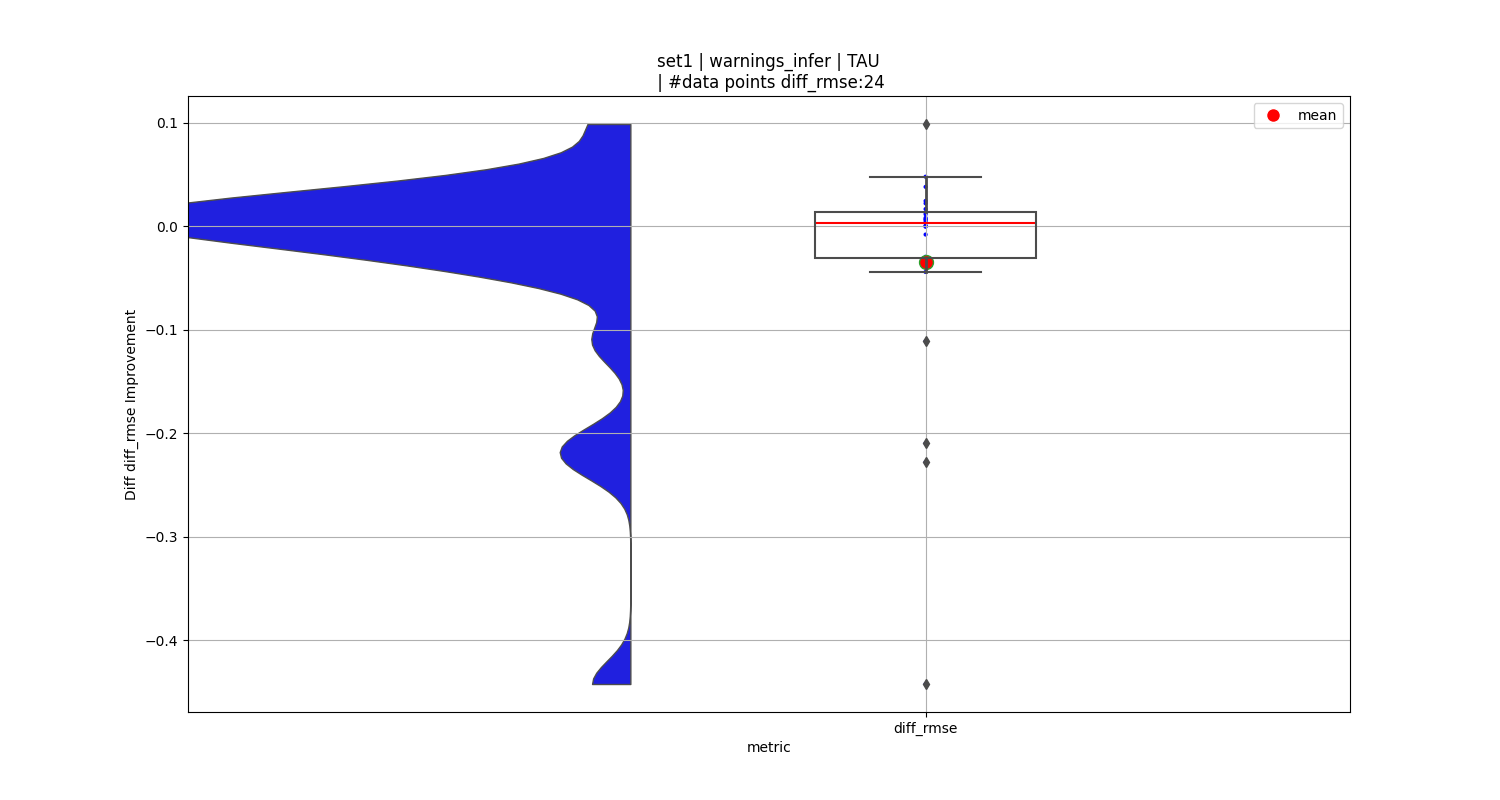 set1 | warnings_infer | TAU
| #data points diff_rmse:24
mean
0.1
0.0
−0.1
−0.2
−0.3
−0.4
Diff diff_rmse Improvement
diff_rmse
metric